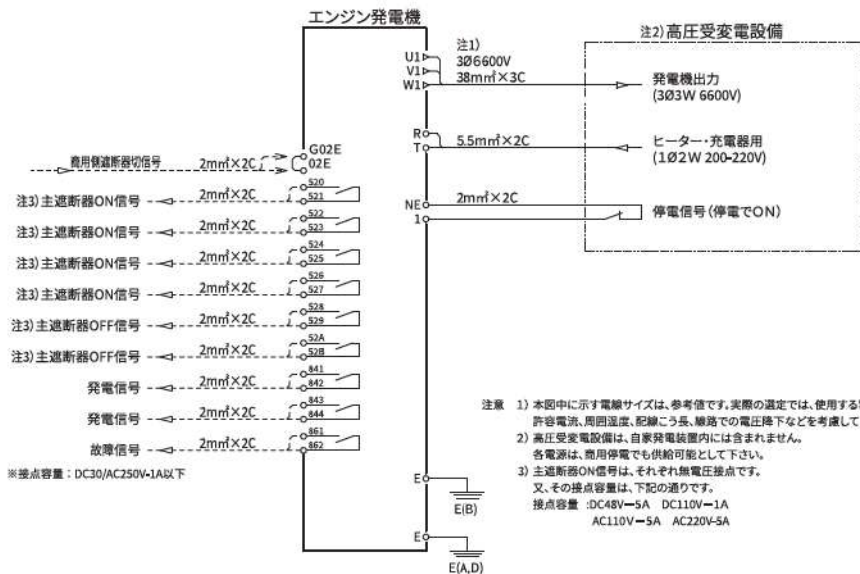 エンジン発電機
注2) 高圧受変電設備
注1)
3Ø6600V
38mm²×3C
U1
V1
W1
発電機出力
(3Ø3W 6600V)
R
T
5.5mm²×2C
ヒーター・充電器用
(1Ø2W 200-220V)
NE
1
2mm²×2C
停電信号(停電でON)
商用側遮断器切信号 2mm²×2C G02E
02E
注3)主遮断器ON信号 2mm²×2C 520
521
注3)主遮断器ON信号 2mm²×2C 522
523
注3)主遮断器ON信号 2mm²×2C 524
525
注3)主遮断器ON信号 2mm²×2C 526
527
注3)主遮断器OFF信号 2mm²×2C 528
529
注3)主遮断器OFF信号 2mm²×2C 52A
52B
発電信号 2mm²×2C 841
842
発電信号 2mm²×2C 843
844
故障信号 2mm²×2C 861
862
※接点容量:DC30/AC250V-1A以下
E
E(B)
E
E(A,D)
注意 1) 本図中に示す電線サイズは、参考値です。実際の選定では、使用する
許容電流、周囲温度、配線こう長、線路での電圧降下などを考慮して
2) 高圧受変電設備は、自家発電装置内には含まれません。
各電源は、商用停電でも供給可能として下さい。
3) 主遮断器ON信号は、それぞれ無電圧接点です。
又、その接点容量は、下記の通りです。
接点容量 :DC48V-5A DC110V-1A
AC110V-5A AC220V-5A